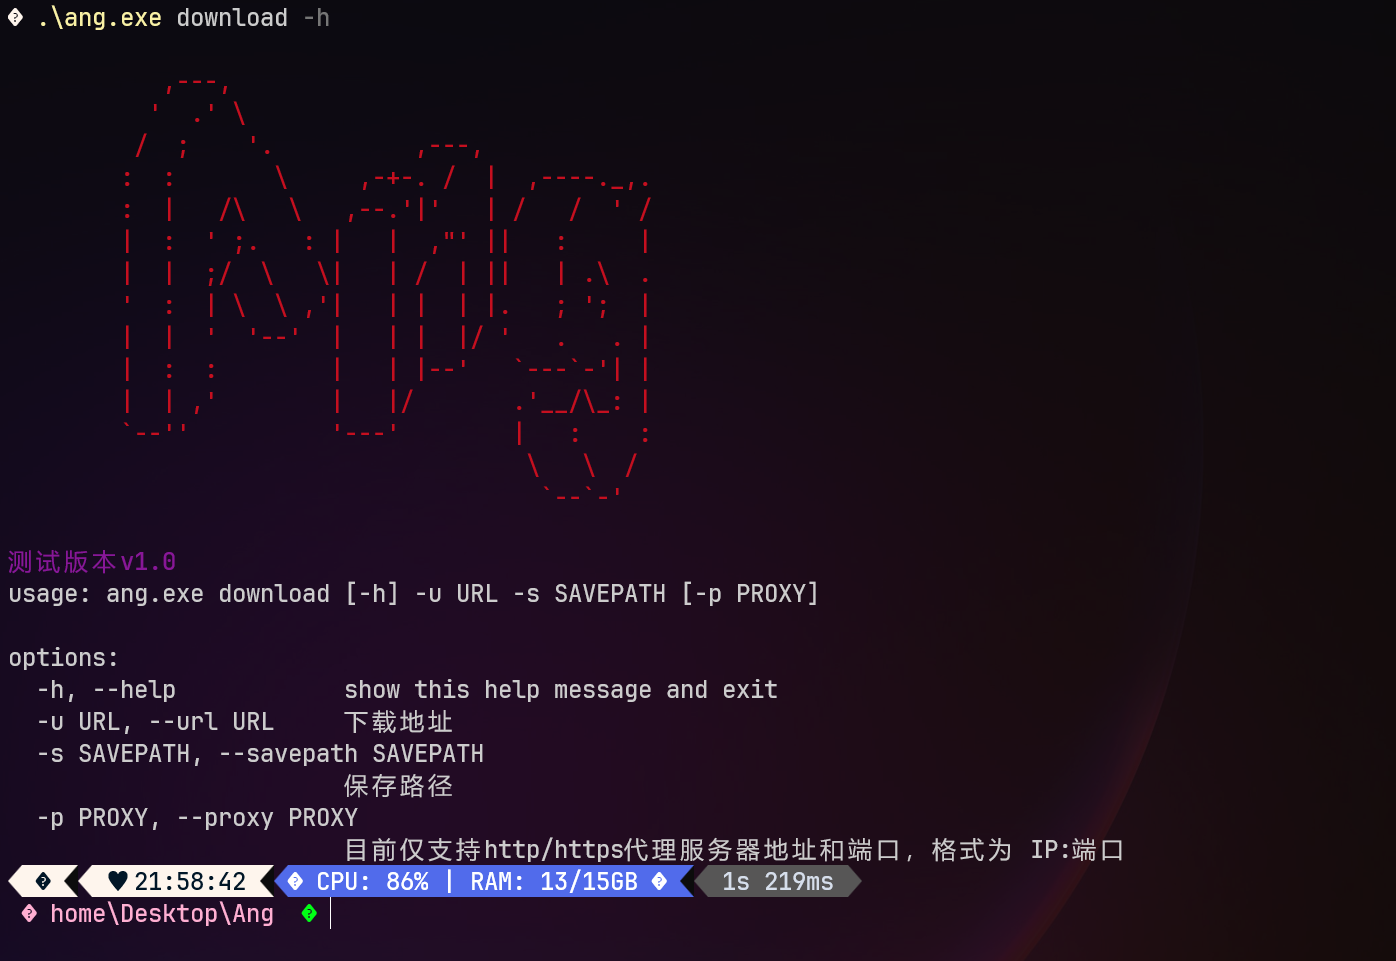 .\ang.exe download -h
测试版本v1.0
usage: ang.exe download [-h] -u URL -s SAVEPATH [-p PROXY]
options:
-h, --help show this help message and exit
-u URL, --url URL 下载地址
-s SAVEPATH, --savepath SAVEPATH
保存路径
-p PROXY, --proxy PROXY
目前仅支持http/https代理服务器地址和端口，格式为 IP:端口
21:58:42 CPU: 86% | RAM: 13/15GB 1s 219ms
home\Desktop\Ang